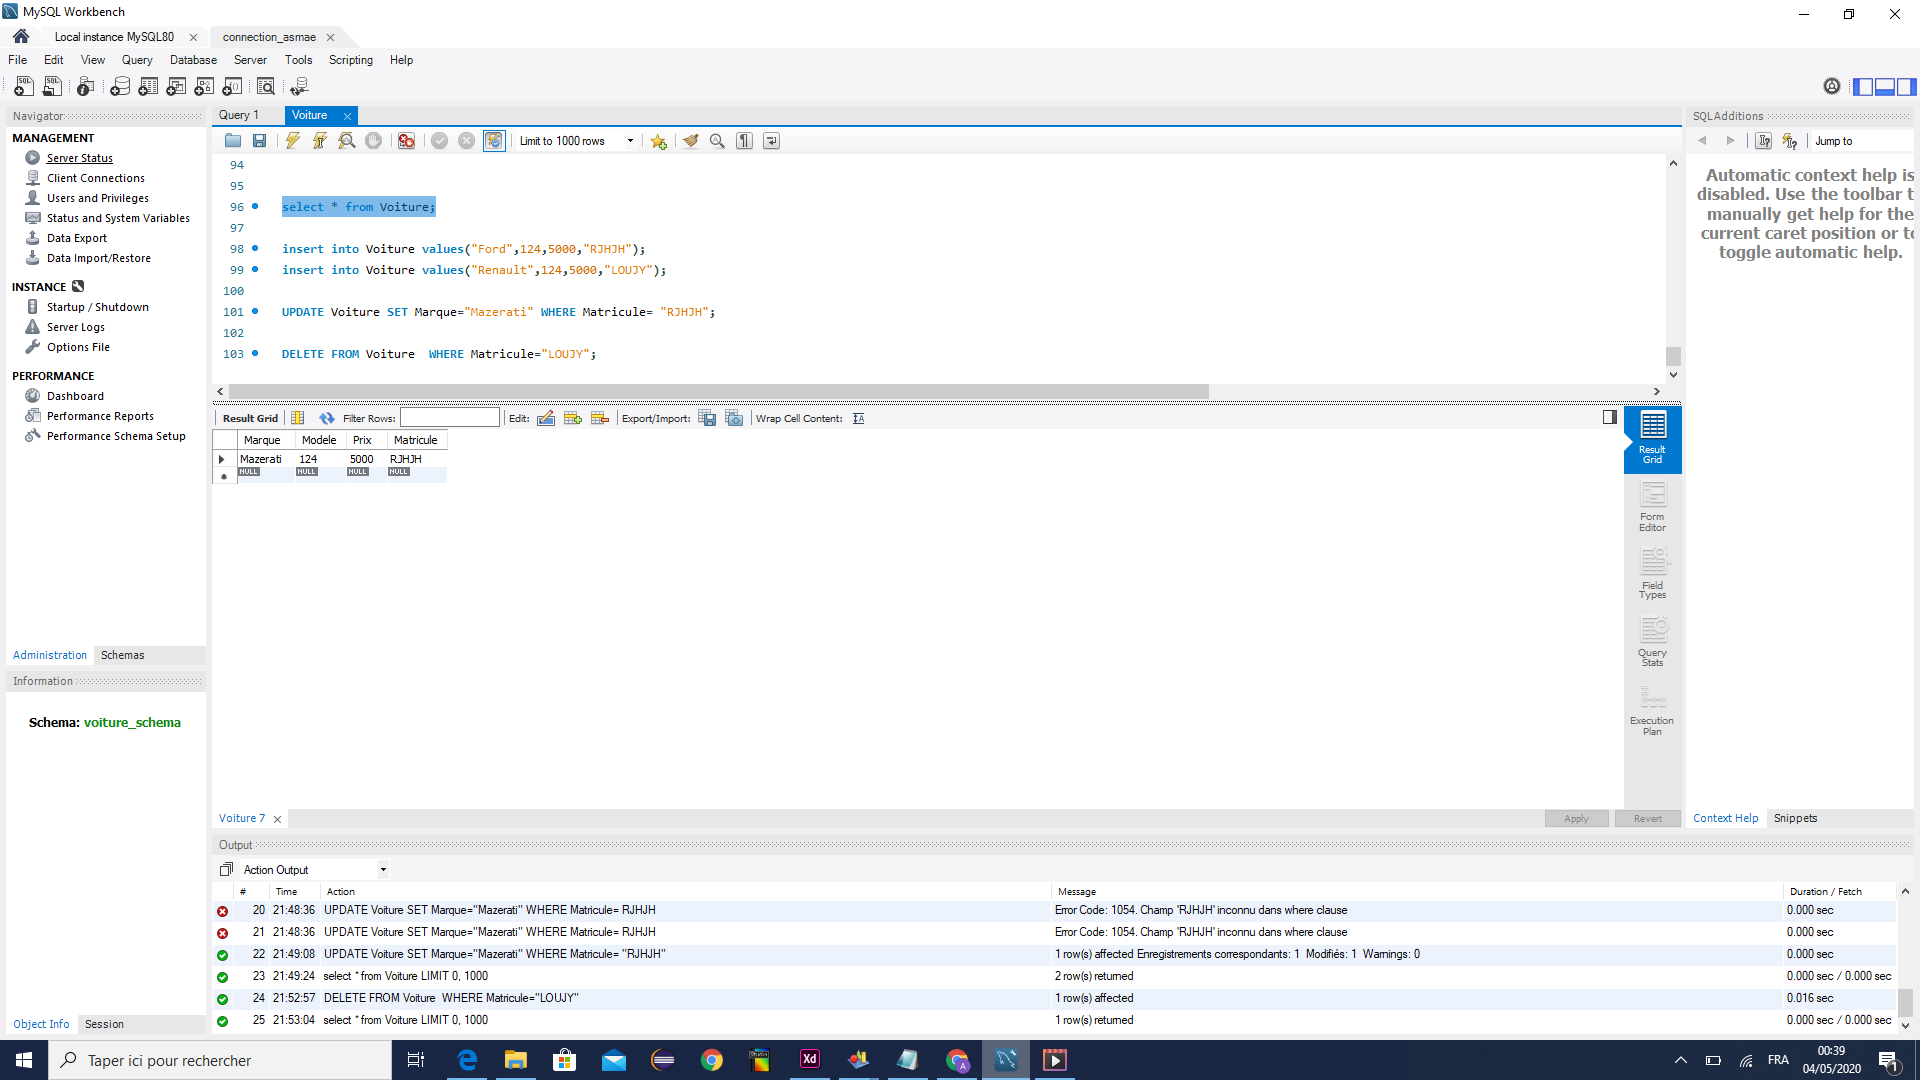 MySQL Workbench
Local instance MySQL80
connection_asmae
File Edit View Query Database Server Tools Scripting Help
Navigator
MANAGEMENT
Server Status
Client Connections
Users and Privileges
Status and System Variables
Data Export
Data Import/Restore
INSTANCE
Startup / Shutdown
Server Logs
Options File
PERFORMANCE
Dashboard
Performance Reports
Performance Schema Setup
Administration Schemas
Information
Schema: voiture_schema
Object Info Session
Query 1 Voiture
Limit to 1000 rows
94
95
96 select * from Voiture;
97
98 insert into Voiture values("Ford",124,5000,"RJHJH");
99 insert into Voiture values("Renault",124,5000,"LOUJY");
100
101 UPDATE Voiture SET Marque="Mazerati" WHERE Matricule= "RJHJH";
102
103 DELETE FROM Voiture  WHERE Matricule="LOUJY";
Result Grid Filter Rows: Edit: Export/Import: Wrap Cell Content:
Marque Modele Prix Matricule
Mazerati 124 5000 RJHJH
NULL NULL NULL NULL
Result
Grid
Form
Editor
Field
Types
Query
Stats
Execution
Plan
Voiture 7
Apply Revert
SQLAdditions
Jump to
Automatic context help is
disabled. Use the toolbar t
manually get help for the
current caret position or to
toggle automatic help.
Context Help Snippets
Output
Action Output
# Time Action Message Duration / Fetch
20 21:48:36 UPDATE Voiture SET Marque="Mazerati" WHERE Matricule= RJHJH Error Code: 1054. Champ 'RJHJH' inconnu dans where clause 0.000 sec
21 21:48:36 UPDATE Voiture SET Marque="Mazerati" WHERE Matricule= RJHJH Error Code: 1054. Champ 'RJHJH' inconnu dans where clause 0.000 sec
22 21:49:08 UPDATE Voiture SET Marque="Mazerati" WHERE Matricule= "RJHJH" 1 row(s) affected Enregistrements correspondants: 1  Modifiés: 1  Warnings: 0 0.000 sec
23 21:49:24 select * from Voiture LIMIT 0, 1000 2 row(s) returned 0.000 sec / 0.000 sec
24 21:52:57 DELETE FROM Voiture  WHERE Matricule="LOUJY" 1 row(s) affected 0.016 sec
25 21:53:04 select * from Voiture LIMIT 0, 1000 1 row(s) returned 0.000 sec / 0.000 sec
Taper ici pour rechercher
Xd
FRA
00:39
04/05/2020
1